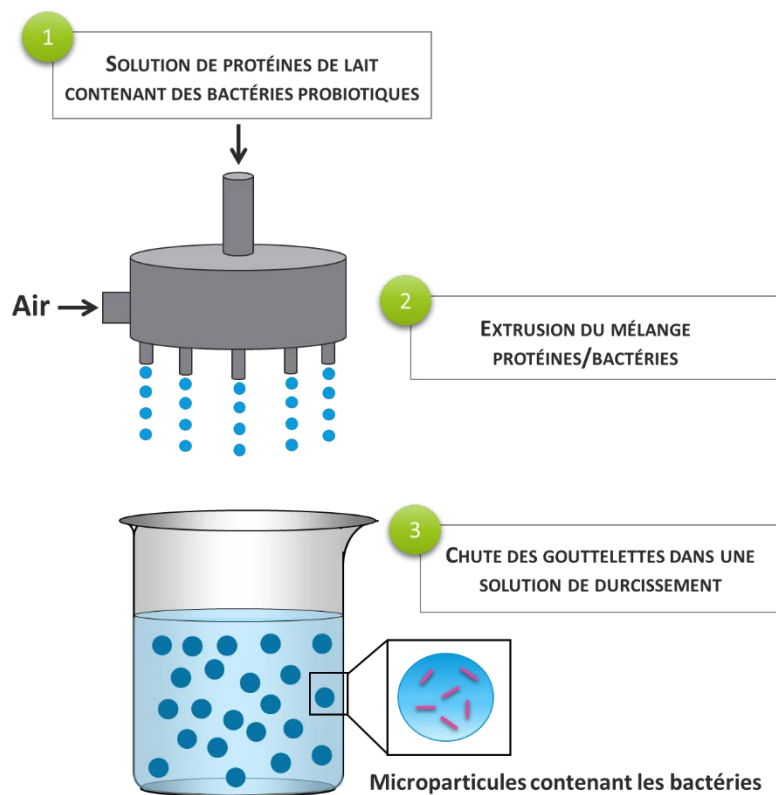 1
SOLUTION DE PROTÉINES DE LAIT
CONTENANT DES BACTÉRIES PROBIOTIQUES
Air
2
EXTRUSION DU MÉLANGE
PROTÉINES/BACTÉRIES
3
CHUTE DES GOUTTELETTES DANS UNE
SOLUTION DE DURCISSEMENT
Microparticules contenant les bactéries